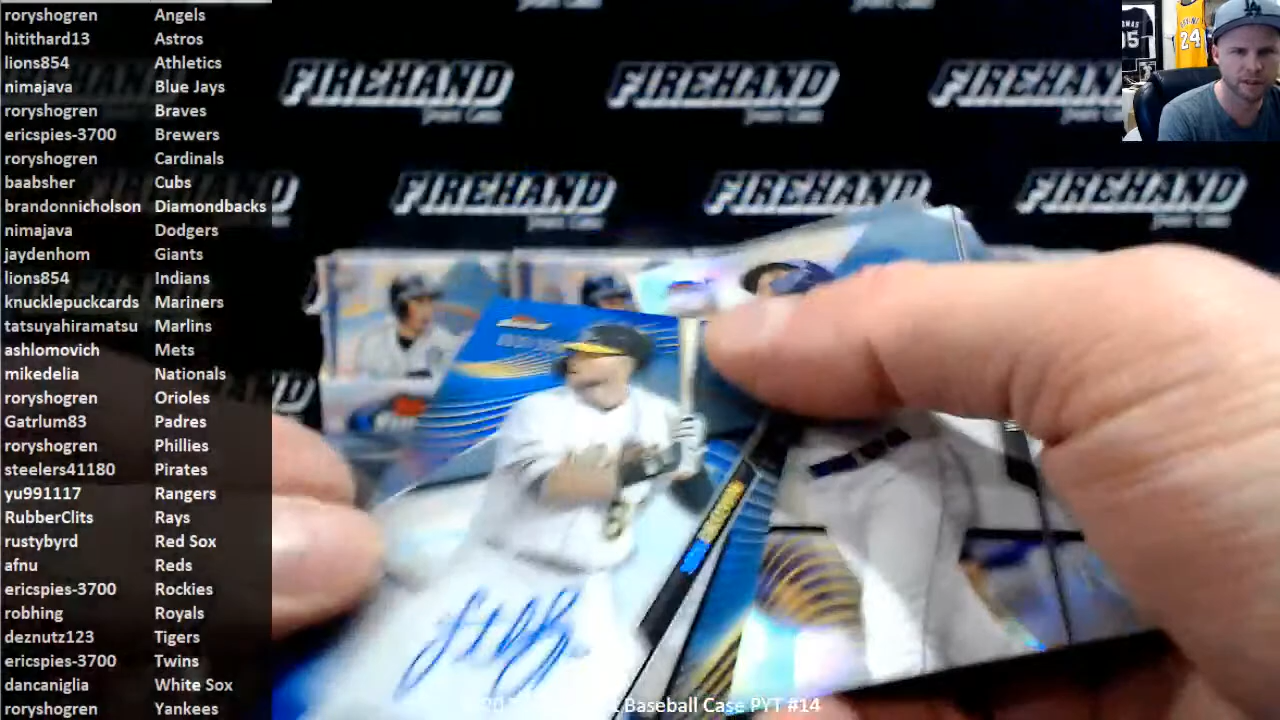 roryshogren Angels
hitithard13 Astros
lions854 Athletics
nimajava Blue Jays
roryshogren Braves
ericspies-3700 Brewers
roryshogren Cardinals
baabsher Cubs
brandonnicholson Diamondbacks
nimajava Dodgers
jaydenhom Giants
lions854 Indians
knucklepuckcards Mariners
tatsuyahiramatsu Marlins
ashlomovich Mets
mikedelia Nationals
roryshogren Orioles
Gatrlum83 Padres
roryshogren Phillies
steelers41180 Pirates
yu991117 Rangers
RubberClits Rays
rustybyrd Red Sox
afnu Reds
ericspies-3700 Rockies
robhing Royals
deznutz123 Tigers
ericspies-3700 Twins
dancaniglia White Sox
roryshogren Yankees
FIREHAND FIREHAND FIREHAND
FIREHAND FIREHAND FIREHAND
24
Baseball Case PYT #14